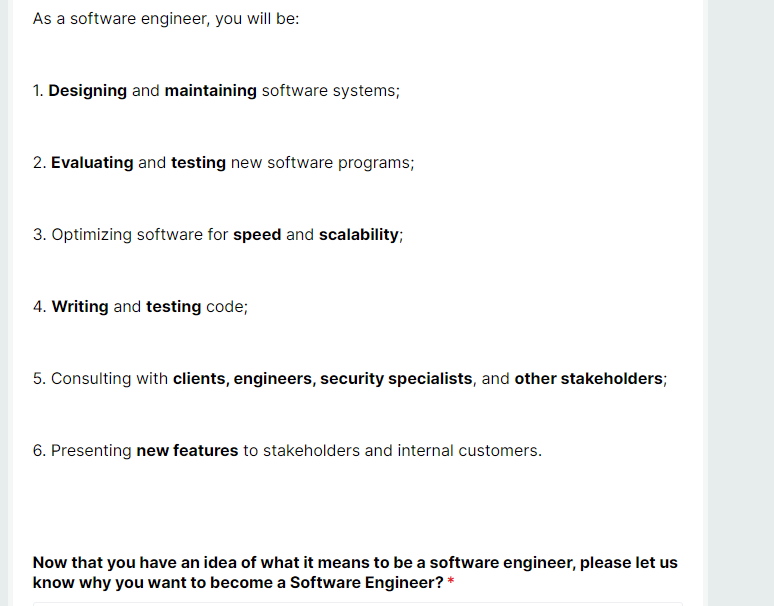 As a software engineer, you will be:
1. Designing and maintaining software systems;
2. Evaluating and testing new software programs;
3. Optimizing software for speed and scalability;
4. Writing and testing code;
5. Consulting with clients, engineers, security specialists, and other stakeholders;
6. Presenting new features to stakeholders and internal customers.
Now that you have an idea of what it means to be a software engineer, please let us
know why you want to become a Software Engineer? *